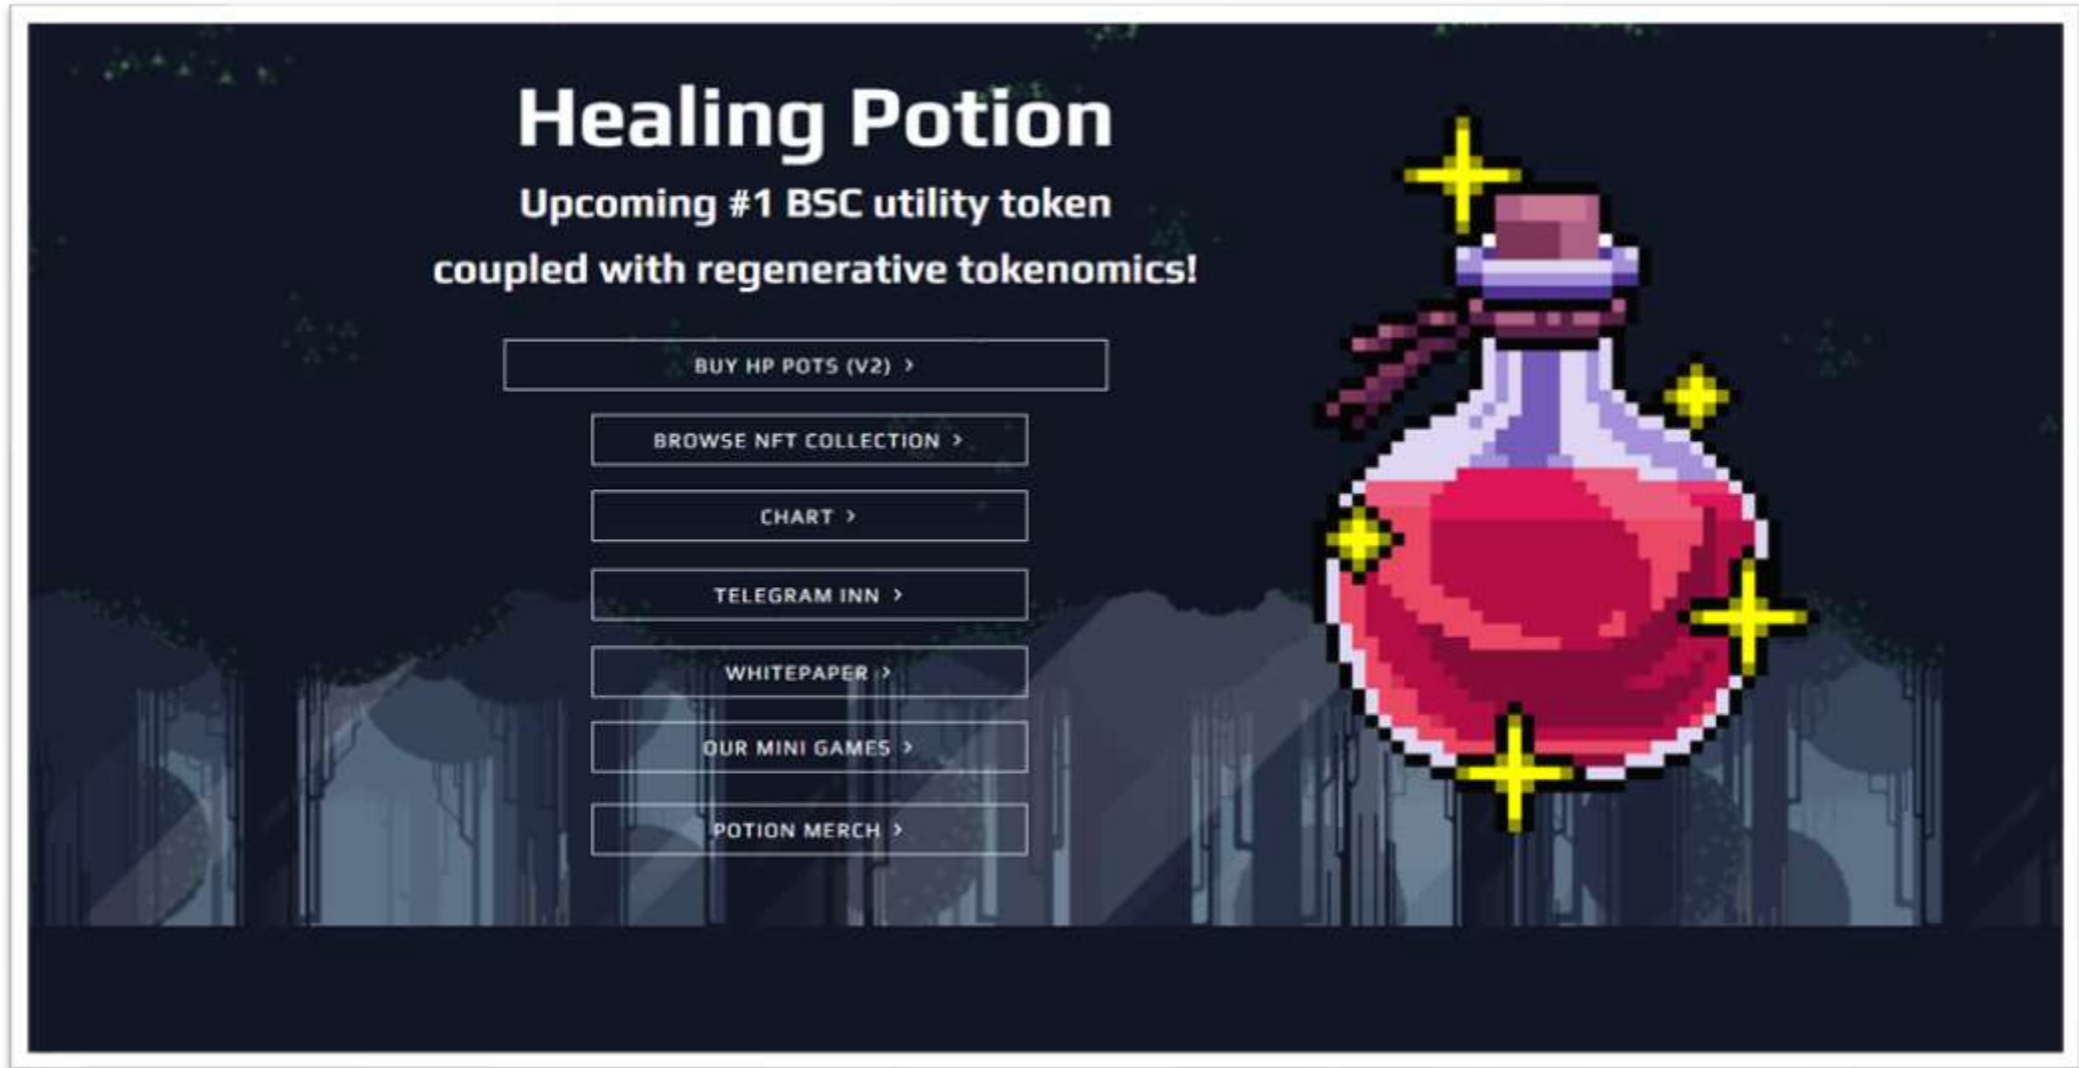 Healing Potion
Upcoming #1 BSC utility token
coupled with regenerative tokenomics!
BUY HP POTS (V2) >
BROWSE NFT COLLECTION >
CHART >
TELEGRAM INN >
WHITEPAPER >
OUR MINI GAMES >
POTION MERCH >